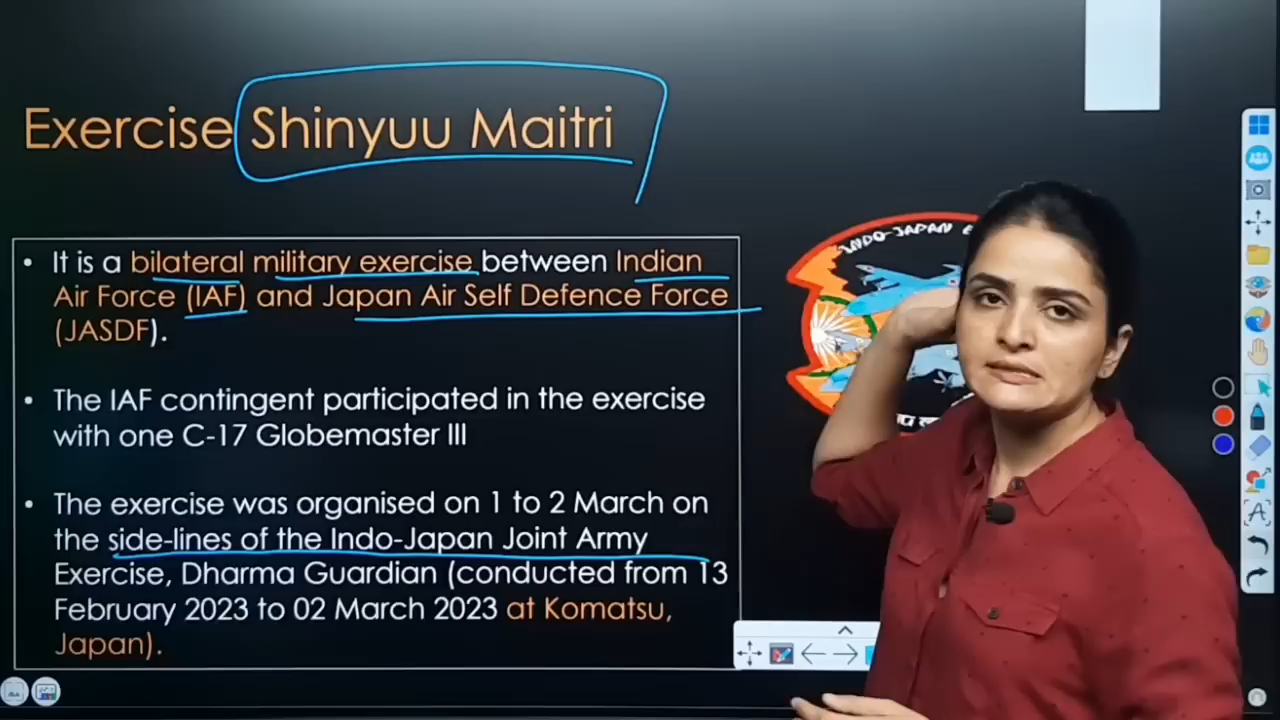 Exercise Shinyuu Maitri
• It is a bilateral military exercise between Indian
Air Force (IAF) and Japan Air Self Defence Force
(JASDF).
• The IAF contingent participated in the exercise
with one C-17 Globemaster III
• The exercise was organised on 1 to 2 March on
the side-lines of the Indo-Japan Joint Army
Exercise, Dharma Guardian (conducted from 13
February 2023 to 02 March 2023 at Komatsu,
Japan).
INDO-JAPAN